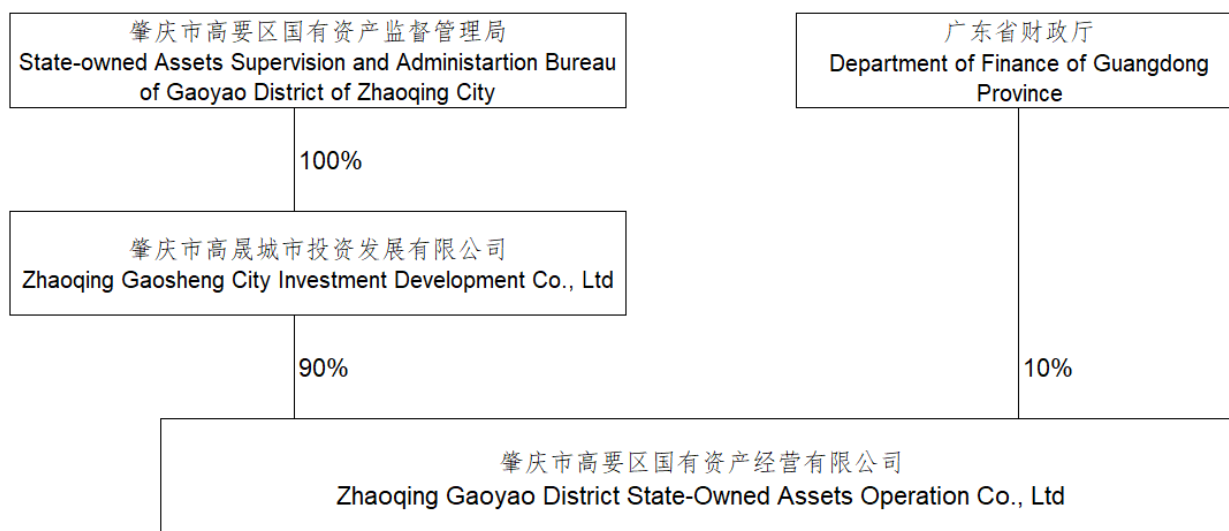 肇庆市高要区国有资产监督管理局
State-owned Assets Supervision and Administartion Bureau
of Gaoyao District of Zhaoqing City
广东省财政厅
Department of Finance of Guangdong
Province
100%
肇庆市高晟城市投资发展有限公司
Zhaoqing Gaosheng City Investment Development Co., Ltd
90%
10%
肇庆市高要区国有资产经营有限公司
Zhaoqing Gaoyao District State-Owned Assets Operation Co., Ltd